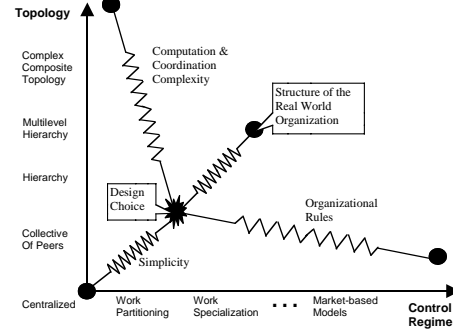 Topology
Complex
Composite
Topology
Multilevel
Hierarchy
Hierarchy
Collective
Of Peers
Centralized
Computation &
Coordination
Complexity
Structure of the
Real World
Organization
Design
Choice
Organizational
Rules
Simplicity
Work
Partitioning
Work
Specialization
. . .
Market-based
Models
Control
Regime